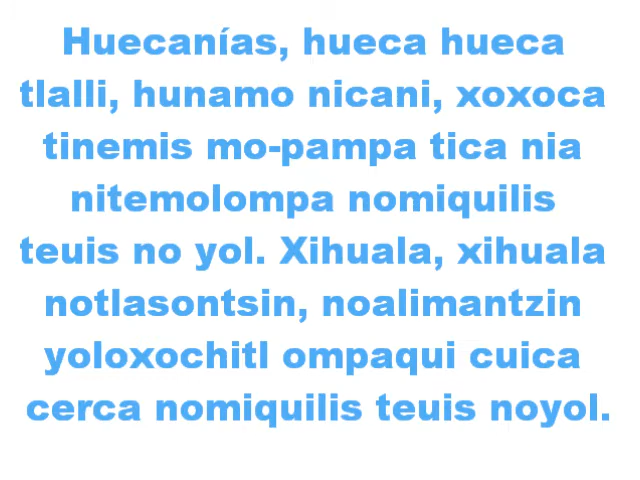 Huecanías, hueca hueca
tlalli, hunamo nicani, xoxoca
tinemis mo-pampa tica nia
nitemolompa nomiquilis
teuis no yol. Xihuala, xihuala
notlasontsin, noalimantzin
yoloxochitl ompaqui cuica
cerca nomiquilis teuis noyol.